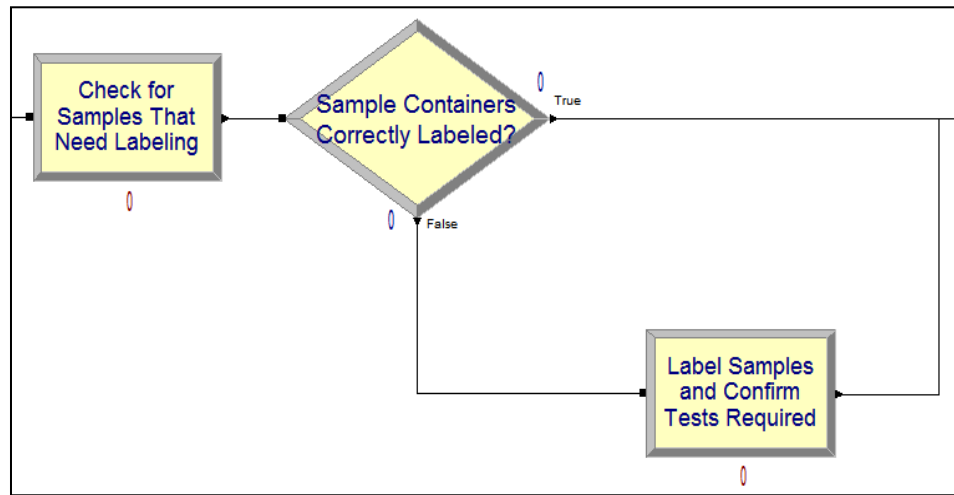 Check for
Samples That
Need Labeling
0
Sample Containers
Correctly Labeled?
0
True
0
False
Label Samples
and Confirm
Tests Required
0